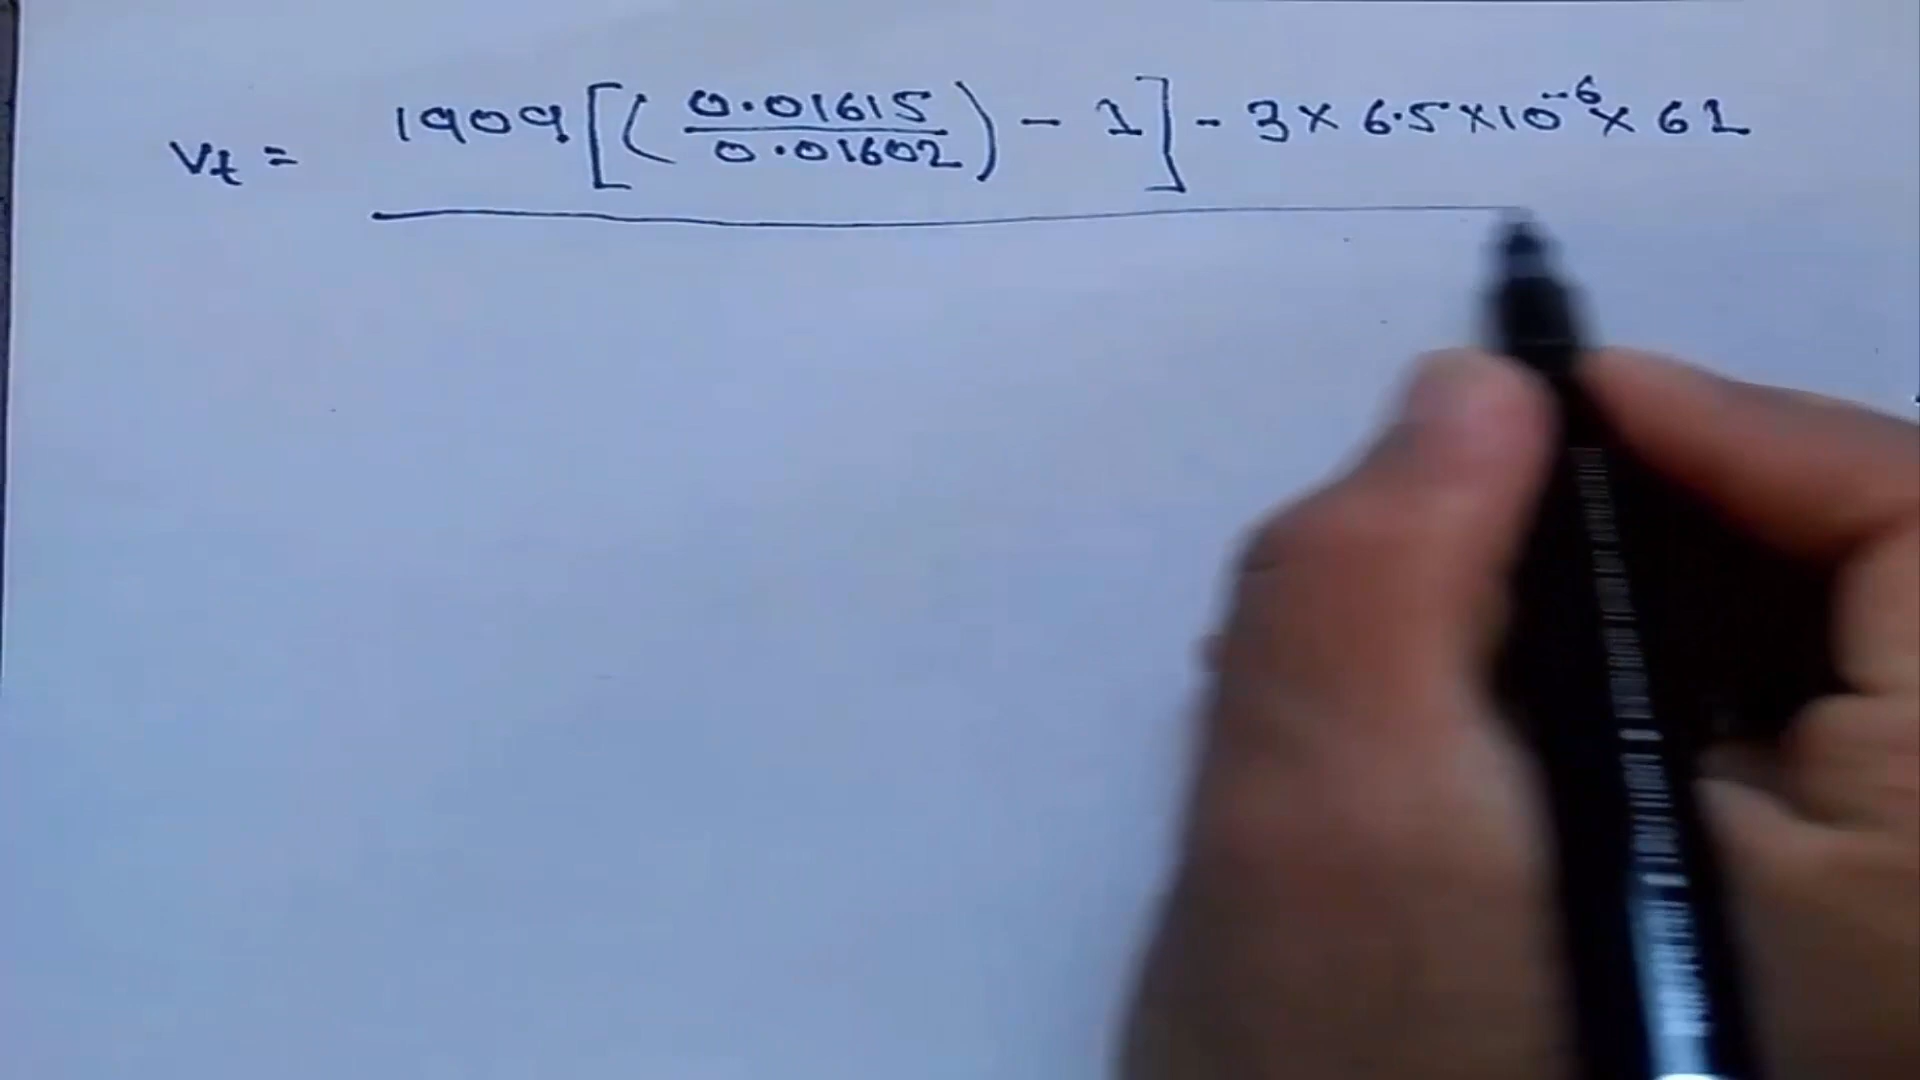 Vt = 1909[(0.01615/0.01602) - 1] - 3 × 6.5 × 10^-6 × 61